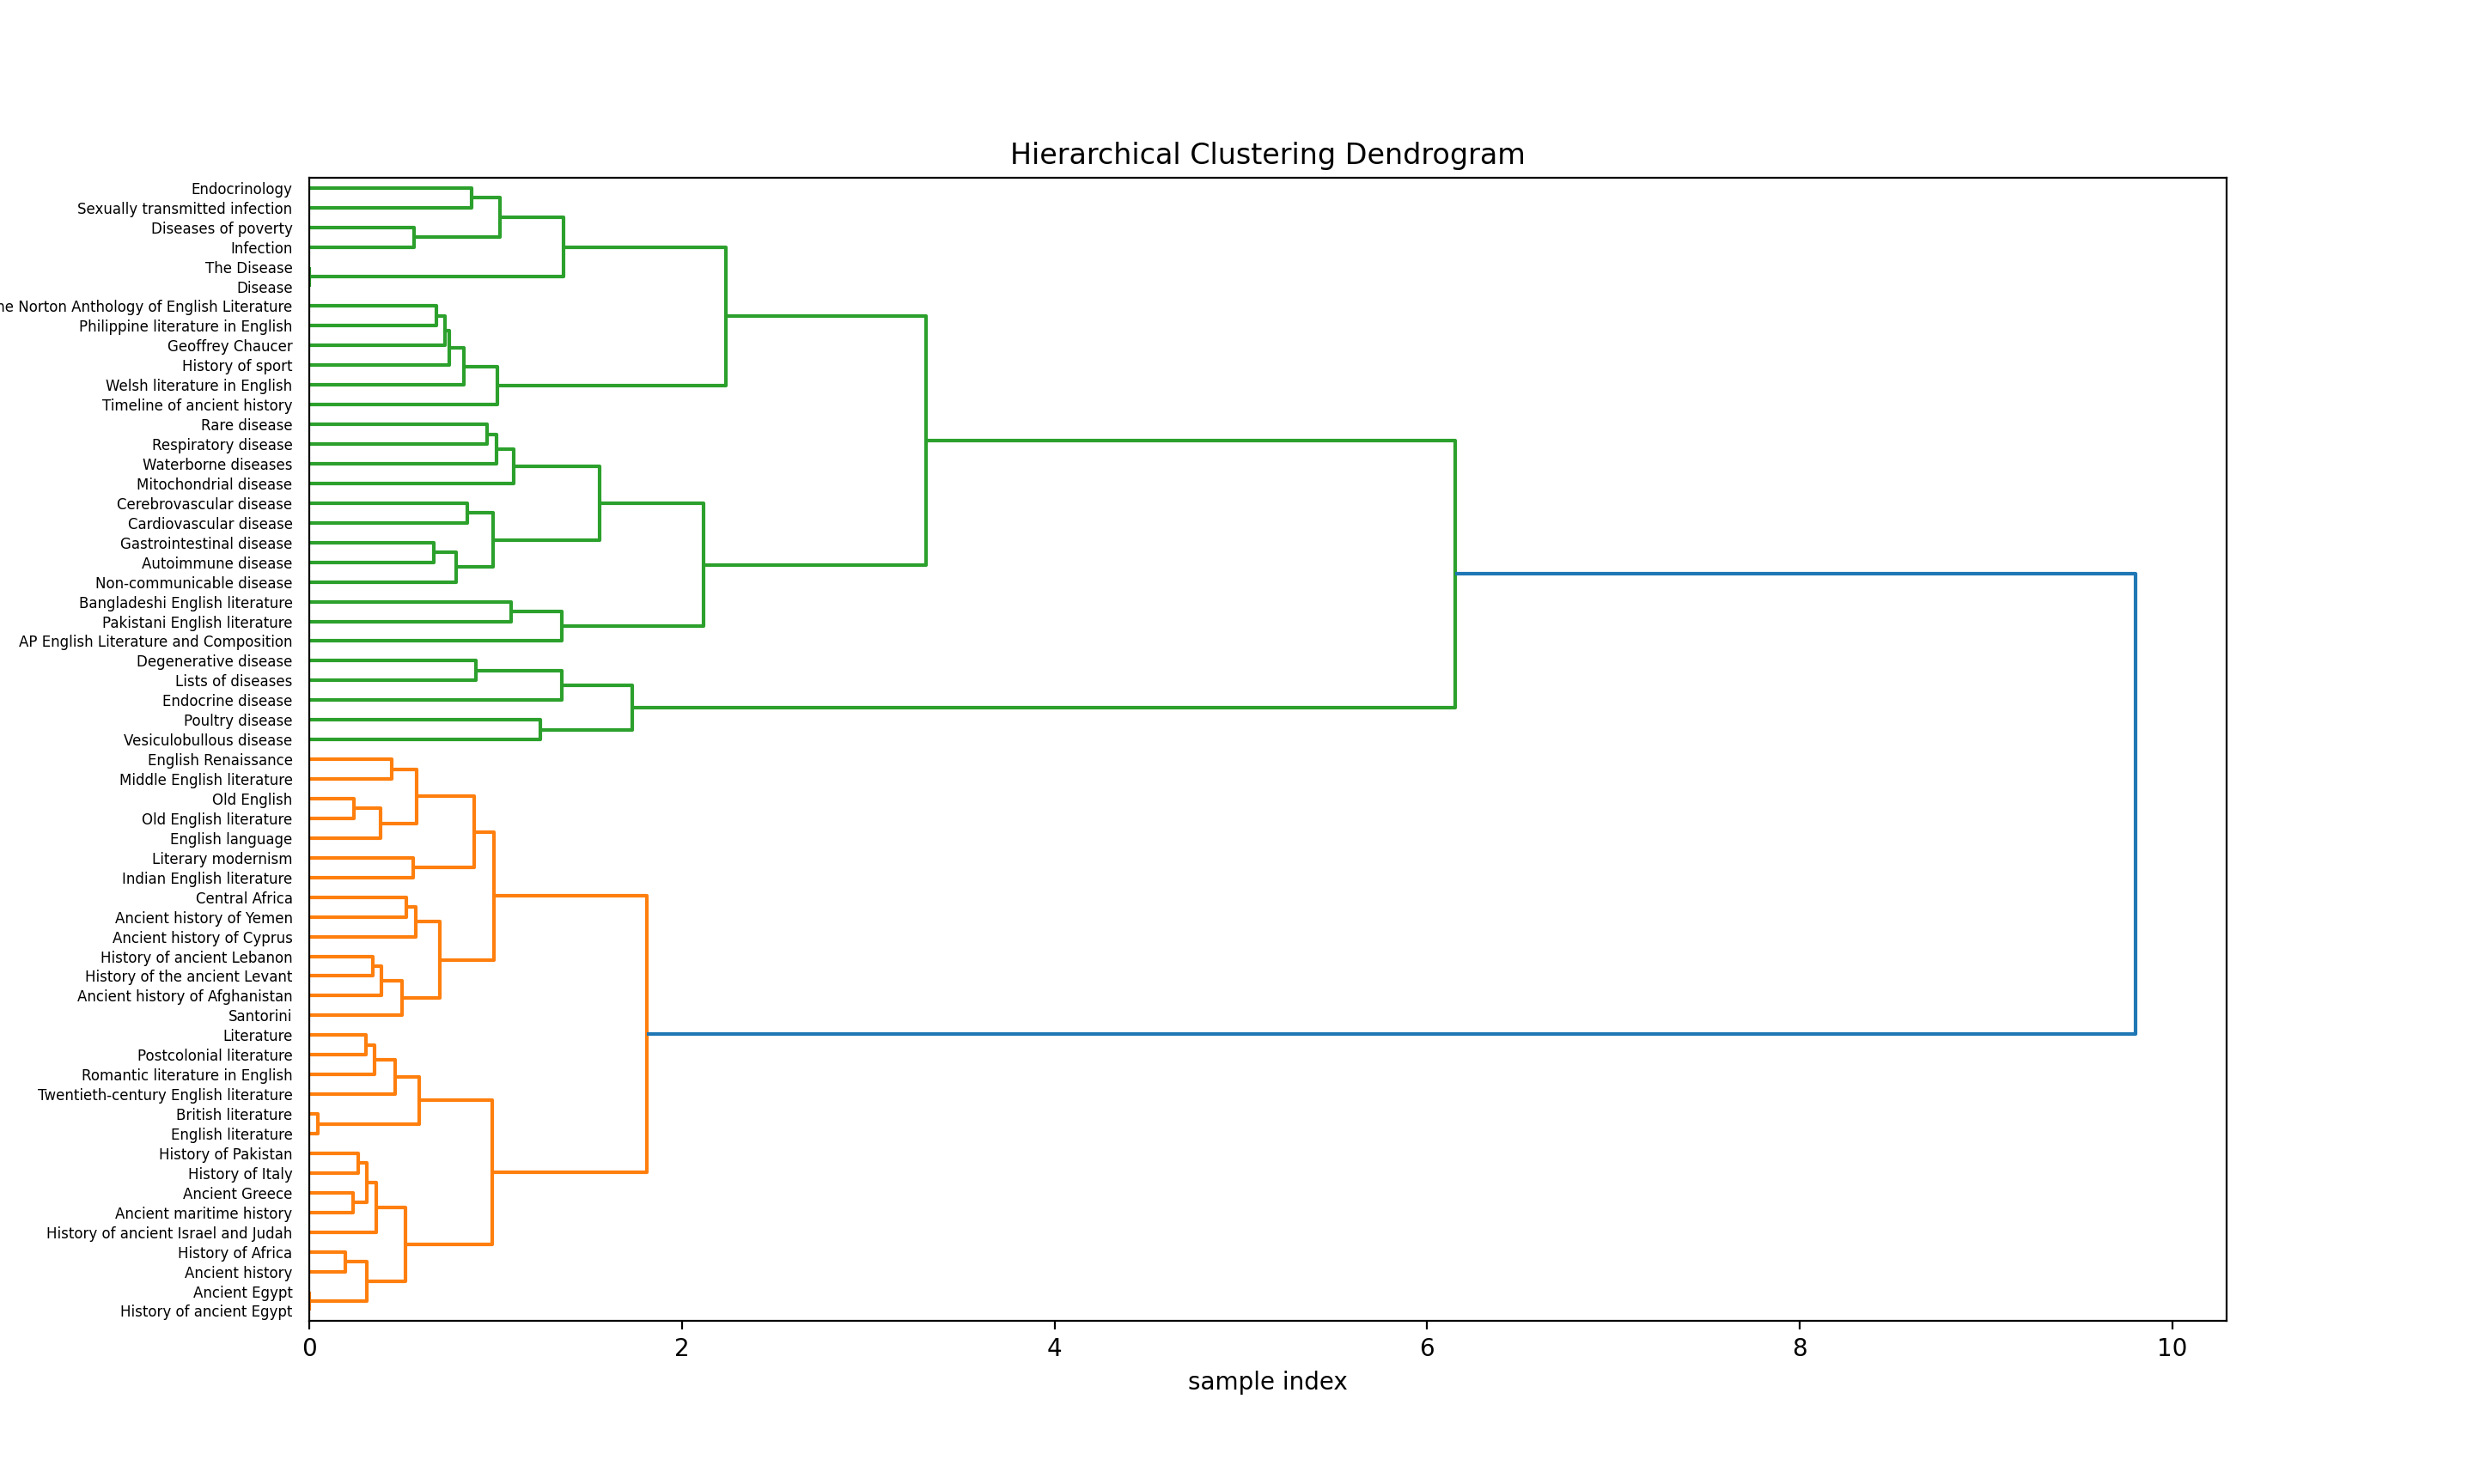 Hierarchical Clustering Dendrogram
Endocrinology
Sexually transmitted infection
Diseases of poverty
Infection
The Disease
Disease
Norton Anthology of English Literature
Philippine literature in English
Geoffrey Chaucer
History of sport
Welsh literature in English
Timeline of ancient history
Rare disease
Respiratory disease
Waterborne diseases
Mitochondrial disease
Cerebrovascular disease
Cardiovascular disease
Gastrointestinal disease
Autoimmune disease
Non-communicable disease
Bangladeshi English literature
Pakistani English literature
AP English Literature and Composition
Degenerative disease
Lists of diseases
Endocrine disease
Poultry disease
Vesiculobullous disease
English Renaissance
Middle English literature
Old English
Old English literature
English language
Literary modernism
Indian English literature
Central Africa
Ancient history of Yemen
Ancient history of Cyprus
History of ancient Lebanon
History of the ancient Levant
Ancient history of Afghanistan
Santorini
Literature
Postcolonial literature
Romantic literature in English
Twentieth-century English literature
British literature
English literature
History of Pakistan
History of Italy
Ancient Greece
Ancient maritime history
History of ancient Israel and Judah
History of Africa
Ancient history
Ancient Egypt
History of ancient Egypt
0 2 4 6 8 10
sample index